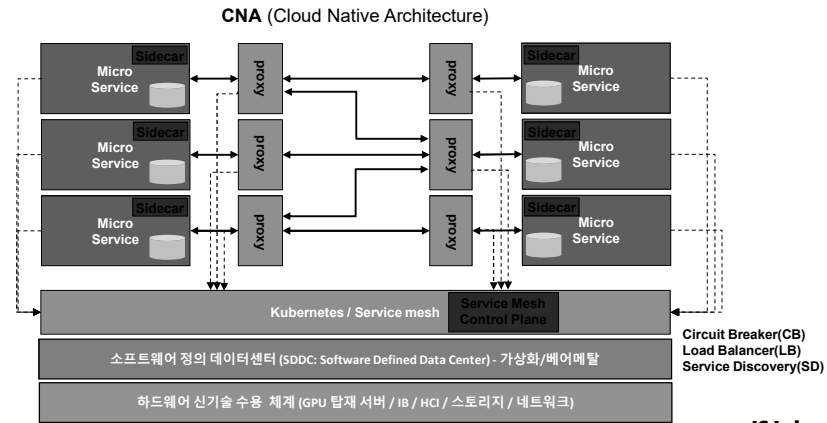 CNA (Cloud Native Architecture)
Sidecar
Micro
Service
proxy
proxy
Sidecar
Micro
Service
Sidecar
Micro
Service
proxy
proxy
Sidecar
Micro
Service
Sidecar
Micro
Service
proxy
proxy
Sidecar
Micro
Service
Kubernetes / Service mesh
Service Mesh
Control Plane
Circuit Breaker(CB)
Load Balancer(LB)
Service Discovery(SD)
소프트웨어 정의 데이터센터 (SDDC: Software Defined Data Center) - 가상화/베어메탈
하드웨어 신기술 수용 체계 (GPU 탑재 서버 / IB / HCI / 스토리지 / 네트워크)